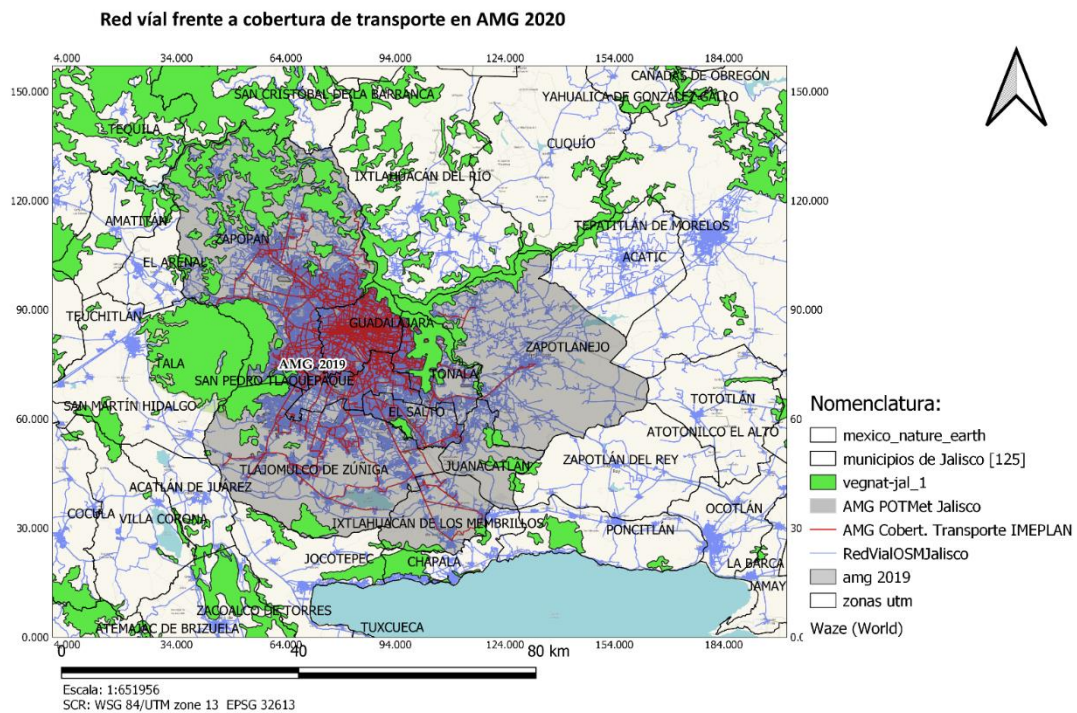 Red víal frente a cobertura de transporte en AMG 2020
4.000 34.000 64.000 94.000 124.000 154.000 184.000
CAÑADAS DE OBREGÓN
150.000 SAN CRISTÓBAL DE LA BARRANCA YAHUALICA DE GONZÁLEZ GALLO 150.000
TEQUILA
CUQUÍO
IXTLAHUACÁN DEL RÍO
120.000 120.000
AMATITÁN TEPATITLÁN DE MORELOS
ZAPOPAN
EL ARENAL ACATIC
90.000 TEUCHITLÁN 90.000
GUADALAJARA
ZAPOTLANEJO
TALA AMG 2019
SAN PEDRO TLAQUEPAQUE TONALÁ
SAN MARTÍN HIDALGO EL SALTO TOTOTLÁN
60.000 60
ATOTONILCO EL ALTO
TLAJOMULCO DE ZÚÑIGA JUANACATLÁN ZAPOTLÁN DEL REY
ACATLÁN DE JUÁREZ
COCULA VILLA CORONA IXTLAHUACÁN DE LOS MEMBRILLOS OCOTLÁN
30.000 PONCITLÁN 30
JOCOTEPEC CHAPALA LA BARCA
JAMAY
ZACOALCO DE TORRES
ATEMAJAC DE BRIZUELA TUXCUECA
0.000 0.0
4.000 34.000 64.000 94.000 124.000 154.000 184.000
0 40 80 km
Escala: 1:651956
SCR: WSG 84/UTM zone 13 EPSG 32613
Nomenclatura:
mexico_nature_earth
municipios de Jalisco [125]
vegnat-jal_1
AMG POTMet Jalisco
AMG Cobert. Transporte IMEPLAN
RedVialOSMJalisco
amg 2019
zonas utm
Waze (World)